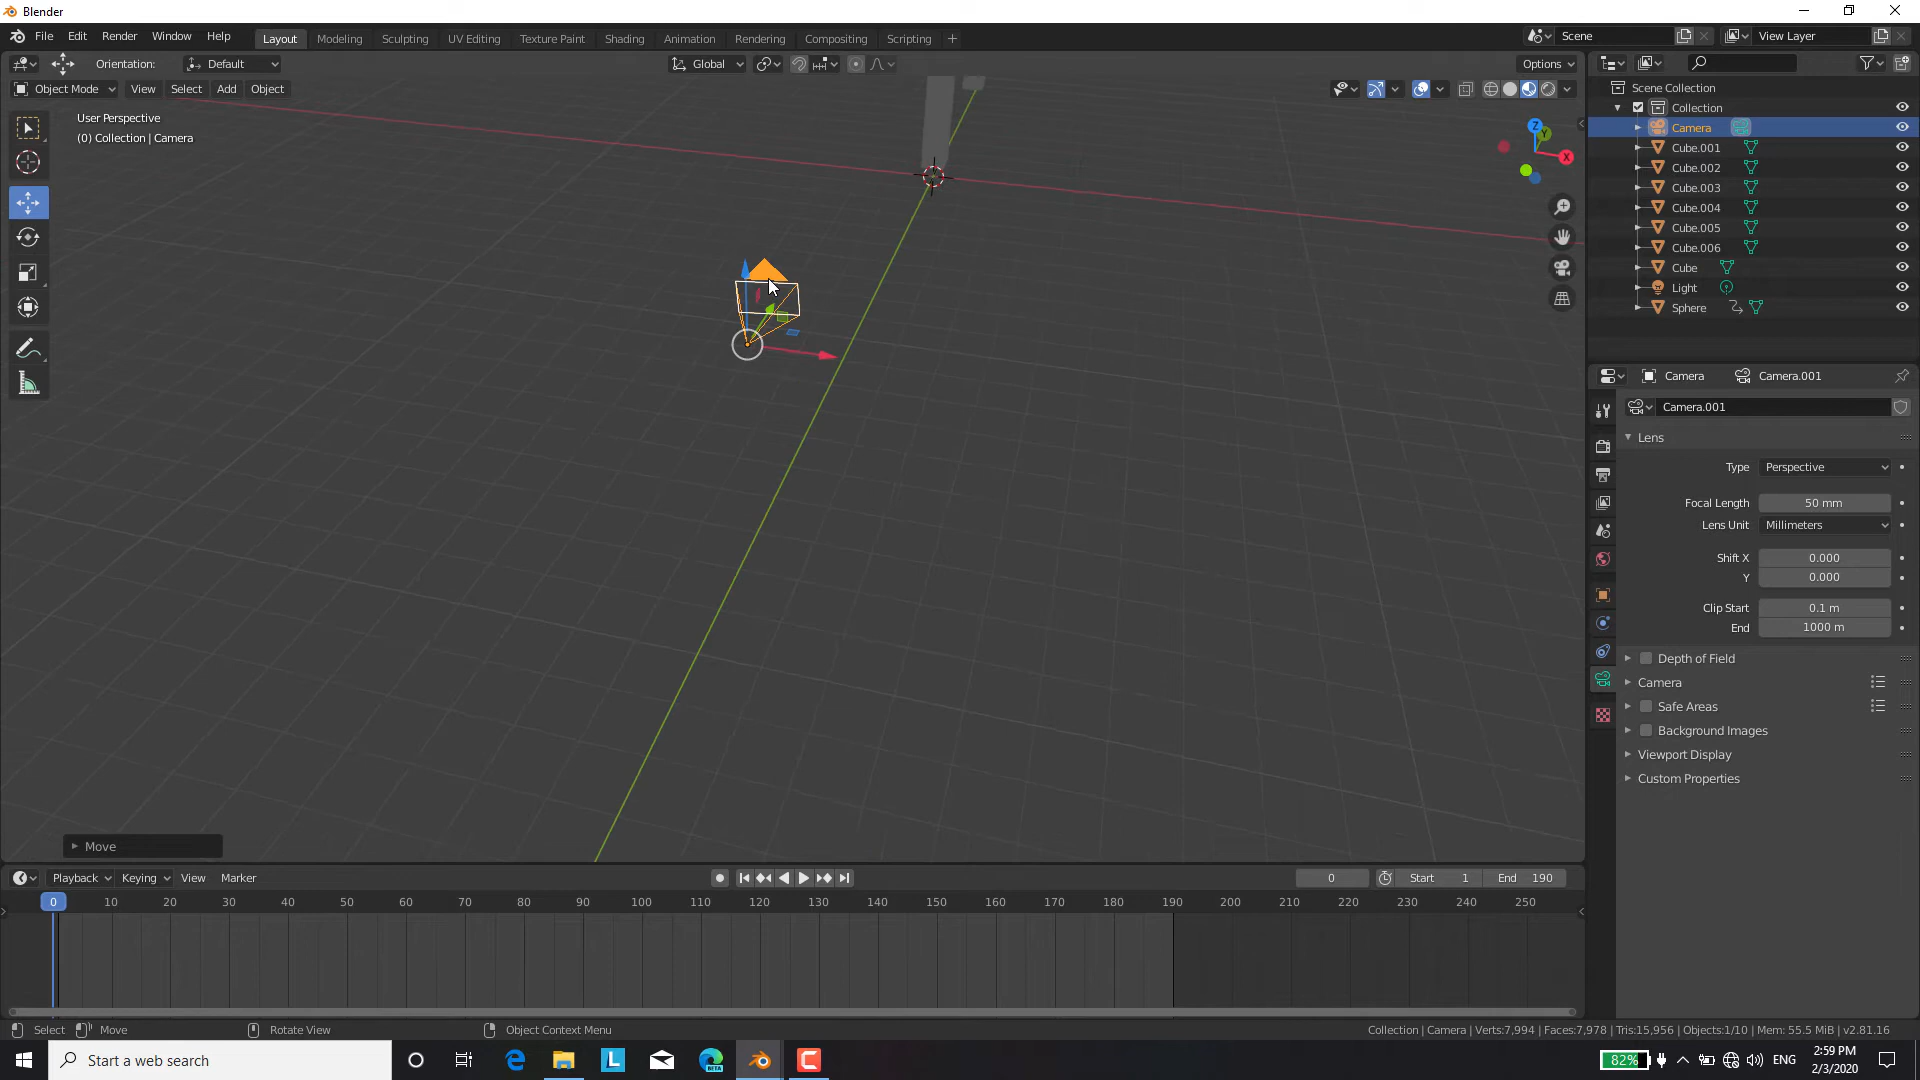 Blender
File Edit Render Window Help Layout Modeling Sculpting UV Editing Texture Paint Shading Animation Rendering Compositing Scripting + Scene View Layer
Orientation: Default Global Options
Object Mode View Select Add Object
User Perspective
(0) Collection | Camera
Z
Y
X
Move
Scene Collection
Collection
Camera
Cube.001
Cube.002
Cube.003
Cube.004
Cube.005
Cube.006
Cube
Light
Sphere
Camera Camera.001
Camera.001
Lens
Type Perspective
Focal Length 50 mm
Lens Unit Millimeters
Shift X 0.000
Y 0.000
Clip Start 0.1 m
End 1000 m
Depth of Field
Camera
Safe Areas
Background Images
Viewport Display
Custom Properties
Playback Keying View Marker 0 Start 1 End 190
0 10 20 30 40 50 60 70 80 90 100 110 120 130 140 150 160 170 180 190 200 210 220 230 240 250
Select Move Rotate View Object Context Menu Collection | Camera | Verts:7,994 | Faces:7,978 | Tris:15,956 | Objects:1/10 | Mem: 55.5 MiB | v2.81.16
Start a web search L BETA 82% ENG 2:59 PM
2/3/2020